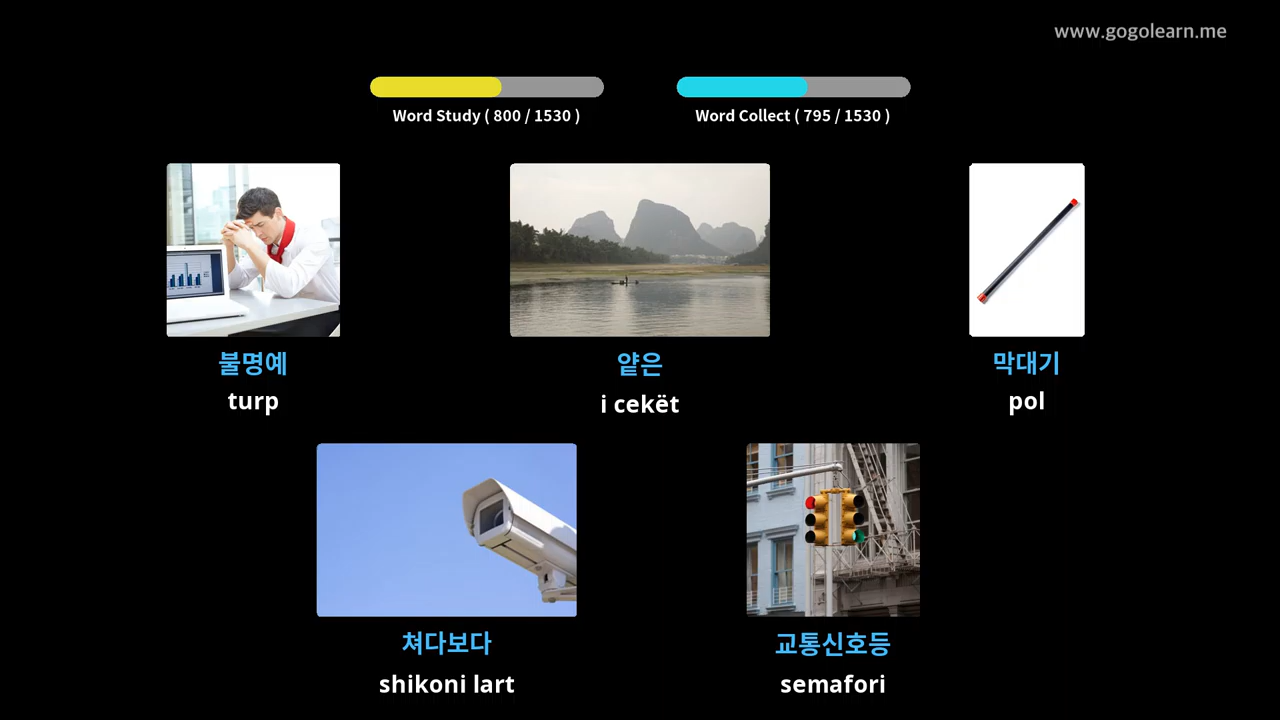 www.gogolearn.me
Word Study ( 800 / 1530 )
Word Collect ( 795 / 1530 )
불명예
turp
얕은
i cekët
막대기
pol
쳐다보다
shikoni lart
교통신호등
semafori